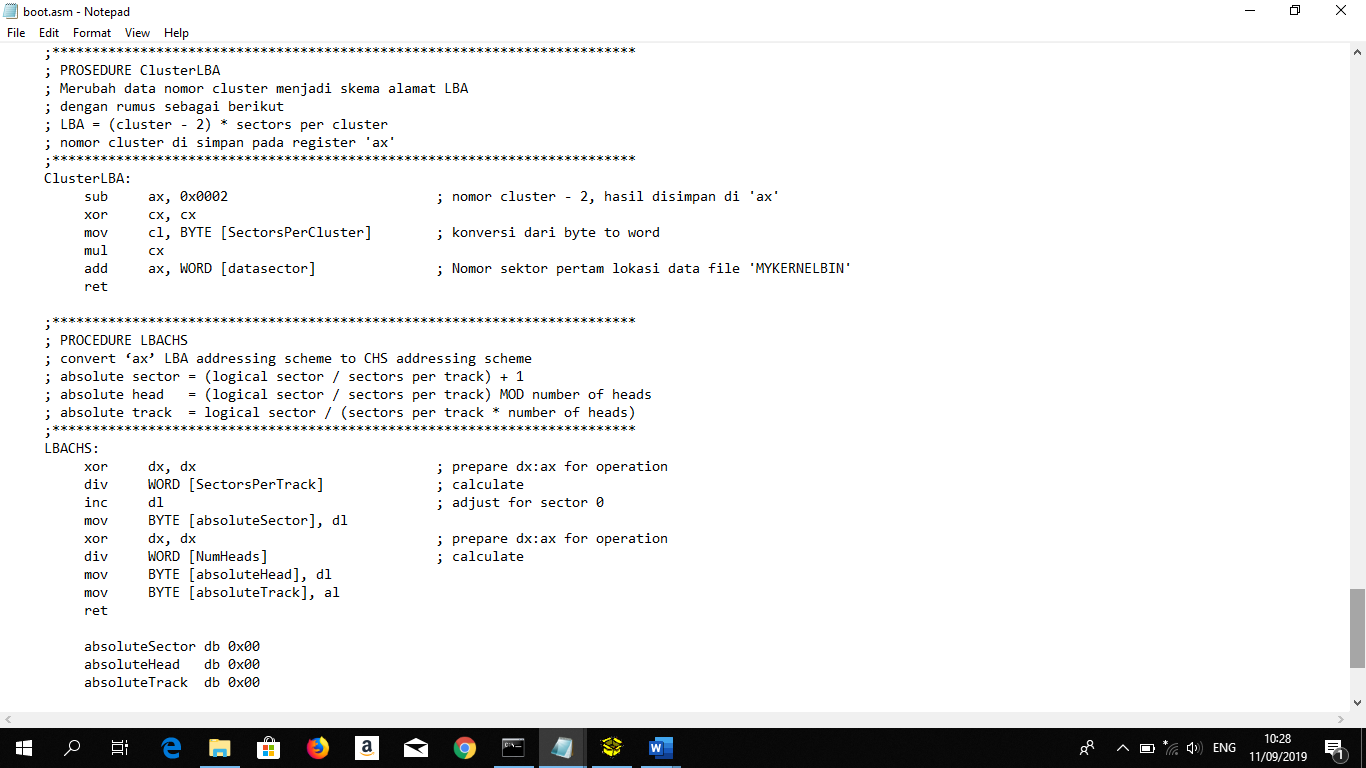 boot.asm - Notepad
File Edit Format View Help
;*************************************************************************
; PROSEDURE ClusterLBA
; Merubah data nomor cluster menjadi skema alamat LBA
; dengan rumus sebagai berikut
; LBA = (cluster - 2) * sectors per cluster
; nomor cluster di simpan pada register 'ax'
;*************************************************************************
ClusterLBA:
sub ax, 0x0002 ; nomor cluster - 2, hasil disimpan di 'ax'
xor cx, cx
mov cl, BYTE [SectorsPerCluster] ; konversi dari byte to word
mul cx
add ax, WORD [datasector] ; Nomor sektor pertam lokasi data file 'MYKERNELBIN'
ret
;*************************************************************************
; PROCEDURE LBACHS
; convert ‘ax’ LBA addressing scheme to CHS addressing scheme
; absolute sector = (logical sector / sectors per track) + 1
; absolute head = (logical sector / sectors per track) MOD number of heads
; absolute track = logical sector / (sectors per track * number of heads)
;*************************************************************************
LBACHS:
xor dx, dx ; prepare dx:ax for operation
div WORD [SectorsPerTrack] ; calculate
inc dl ; adjust for sector 0
mov BYTE [absoluteSector], dl
xor dx, dx ; prepare dx:ax for operation
div WORD [NumHeads] ; calculate
mov BYTE [absoluteHead], dl
mov BYTE [absoluteTrack], al
ret
absoluteSector db 0x00
absoluteHead db 0x00
absoluteTrack db 0x00
ENG
10:28
11/09/2019
1